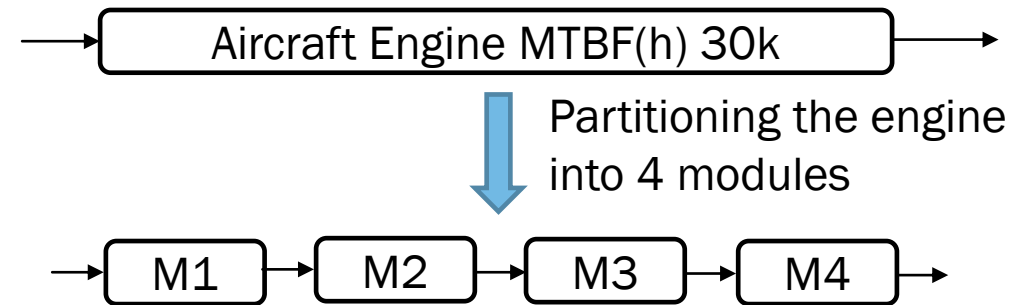 Aircraft Engine MTBF(h) 30k
Partitioning the engine
into 4 modules
M1 M2 M3 M4